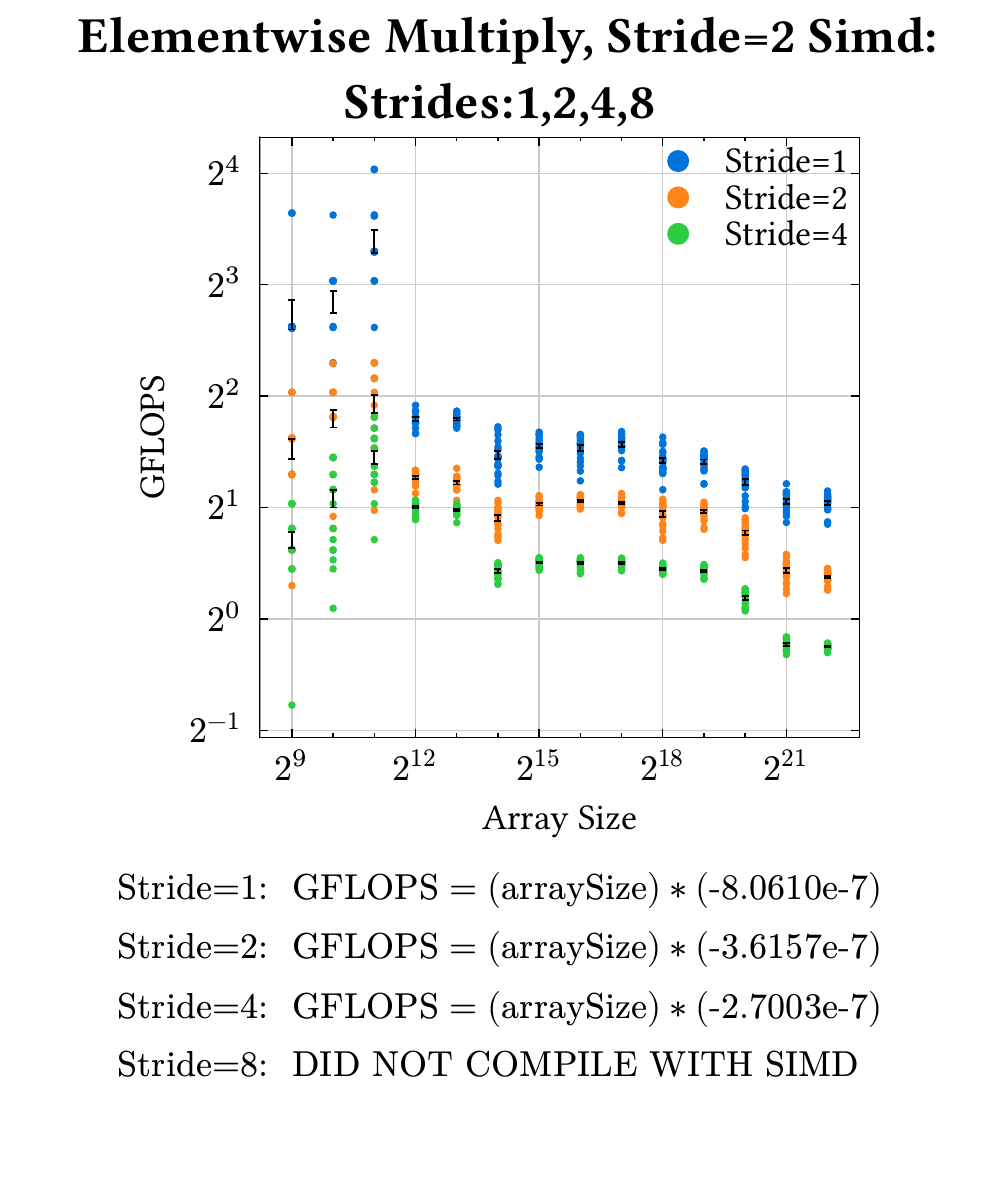 Elementwise Multiply, Stride=2 Simd:
Strides:1,2,4,8
Stride=1
Stride=2
Stride=4
2^4
2^3
2^2
2^1
2^0
2^−1
GFLOPS
2^9 2^12 2^15 2^18 2^21
Array Size
Stride=1: GFLOPS = (arraySize) ∗ (-8.0610e-7)
Stride=2: GFLOPS = (arraySize) ∗ (-3.6157e-7)
Stride=4: GFLOPS = (arraySize) ∗ (-2.7003e-7)
Stride=8: DID NOT COMPILE WITH SIMD